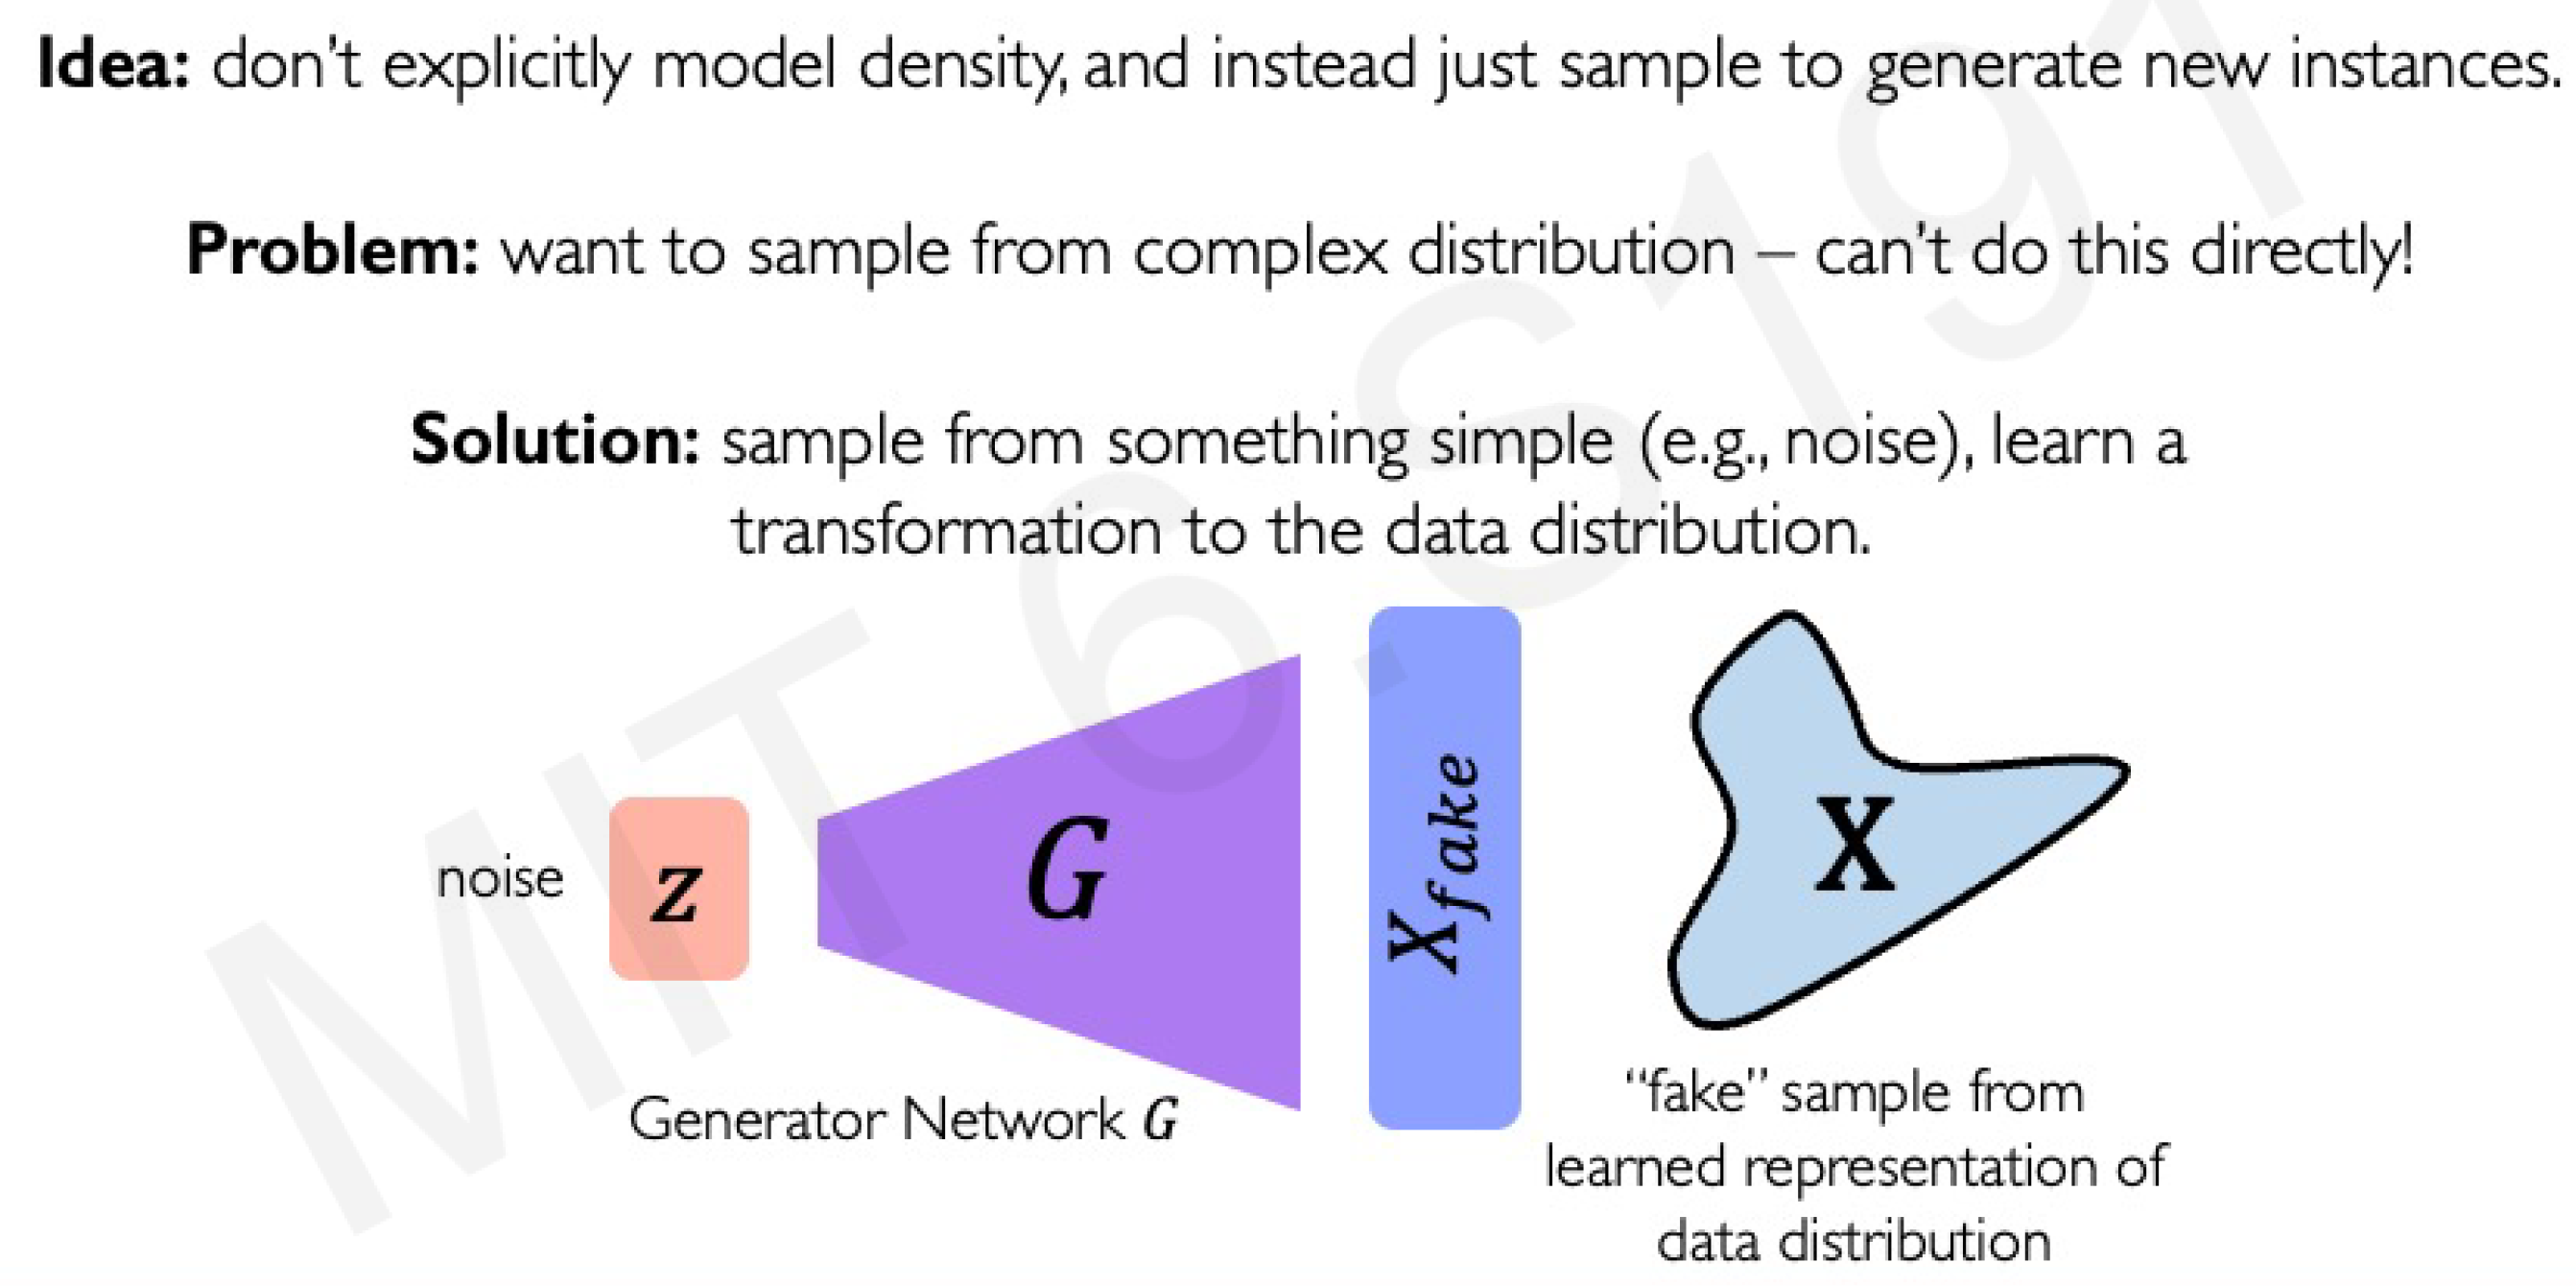 Idea: don't explicitly model density, and instead just sample to generate new instances.
Problem: want to sample from complex distribution – can't do this directly!
Solution: sample from something simple (e.g., noise), learn a
transformation to the data distribution.
noise
z
G
Generator Network G
X_fake
X
“fake” sample from
learned representation of
data distribution
MIT 6.S191